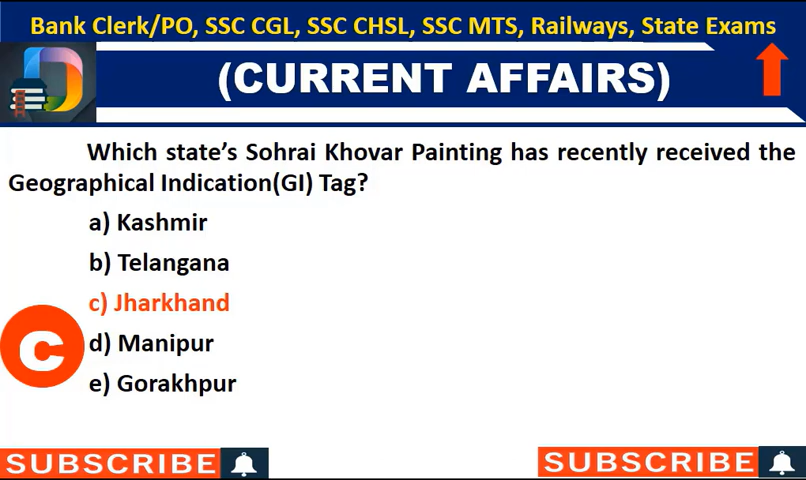 Bank Clerk/PO, SSC CGL, SSC CHSL, SSC MTS, Railways, State Exams
(CURRENT AFFAIRS)
Which state's Sohrai Khovar Painting has recently received the
Geographical Indication(GI) Tag?
a) Kashmir
b) Telangana
c) Jharkhand
C
d) Manipur
e) Gorakhpur
SUBSCRIBE
SUBSCRIBE